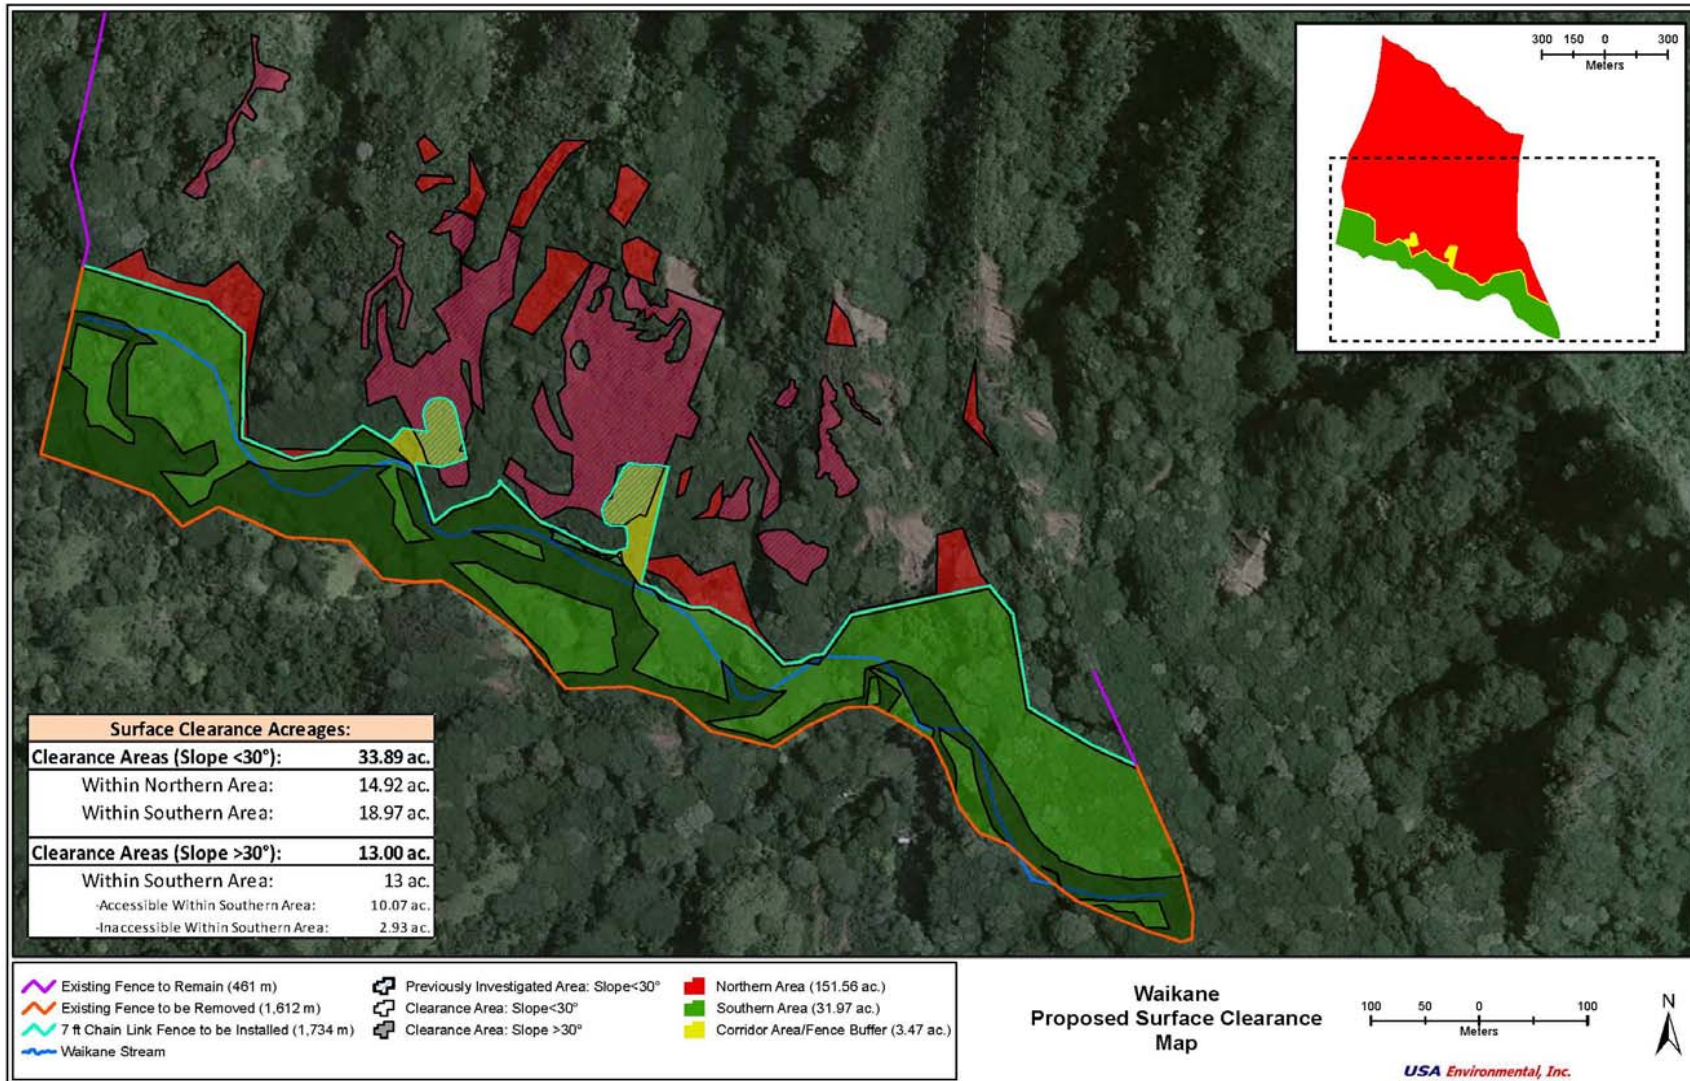 300 150 0 300
Meters
Surface Clearance Acreages:
Clearance Areas (Slope <30°): 33.89 ac.
Within Northern Area: 14.92 ac.
Within Southern Area: 18.97 ac.
Clearance Areas (Slope >30°): 13.00 ac.
Within Southern Area: 13 ac.
-Accessible Within Southern Area: 10.07 ac.
-Inaccessible Within Southern Area: 2.93 ac.
Existing Fence to Remain (461 m)
Existing Fence to be Removed (1,612 m)
7 ft Chain Link Fence to be Installed (1,734 m)
Waikane Stream
Previously Investigated Area: Slope<30°
Clearance Area: Slope<30°
Clearance Area: Slope >30°
Northern Area (151.56 ac.)
Southern Area (31.97 ac.)
Corridor Area/Fence Buffer (3.47 ac.)
Waikane
Proposed Surface Clearance
Map
100 50 0 100
Meters
N
USA Environmental, Inc.